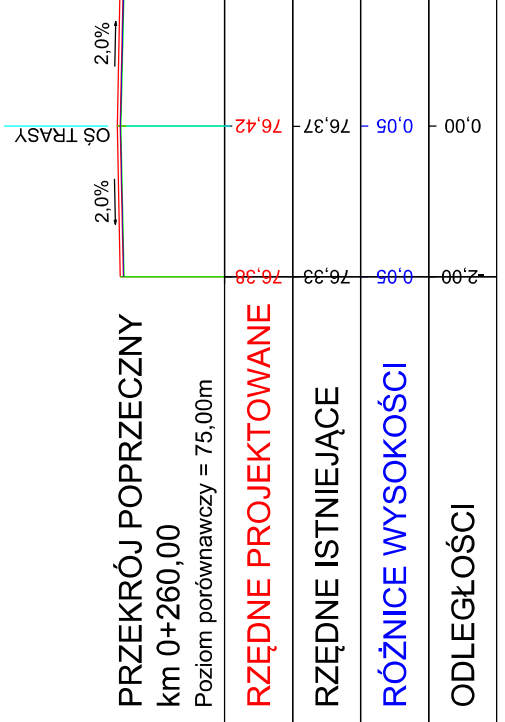 PRZEKRÓJ POPRZECZNY
km 0+260,00
Poziom porównawczy = 75,00m
2,0%
OŚ TRASY
2,0%
RZĘDNE PROJEKTOWANE
76,38
76,42
RZĘDNE ISTNIEJĄCE
76,33
76,37
RÓŻNICE WYSOKOŚCI
0,05
0,05
ODLEGŁOŚCI
-2,00
0,00